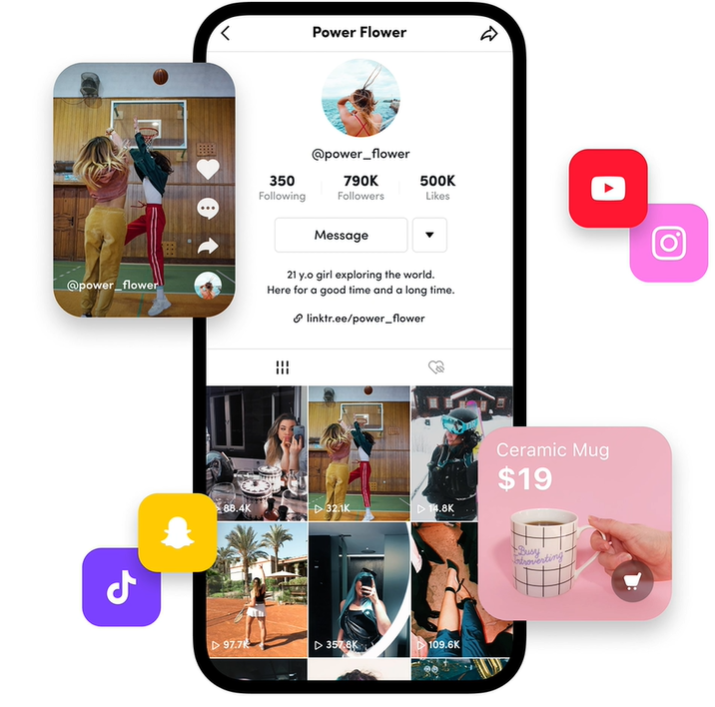 Power Flower
@power_flower
350
Following
790K
Followers
500K
Likes
Message
21 y.o girl exploring the world.
Here for a good time and a long time.
linktr.ee/power_flower
@power_flower
88.4K
32.1K
14.8K
97.7K
357.8K
109.6K
Ceramic Mug
$19
Busy
Introverting